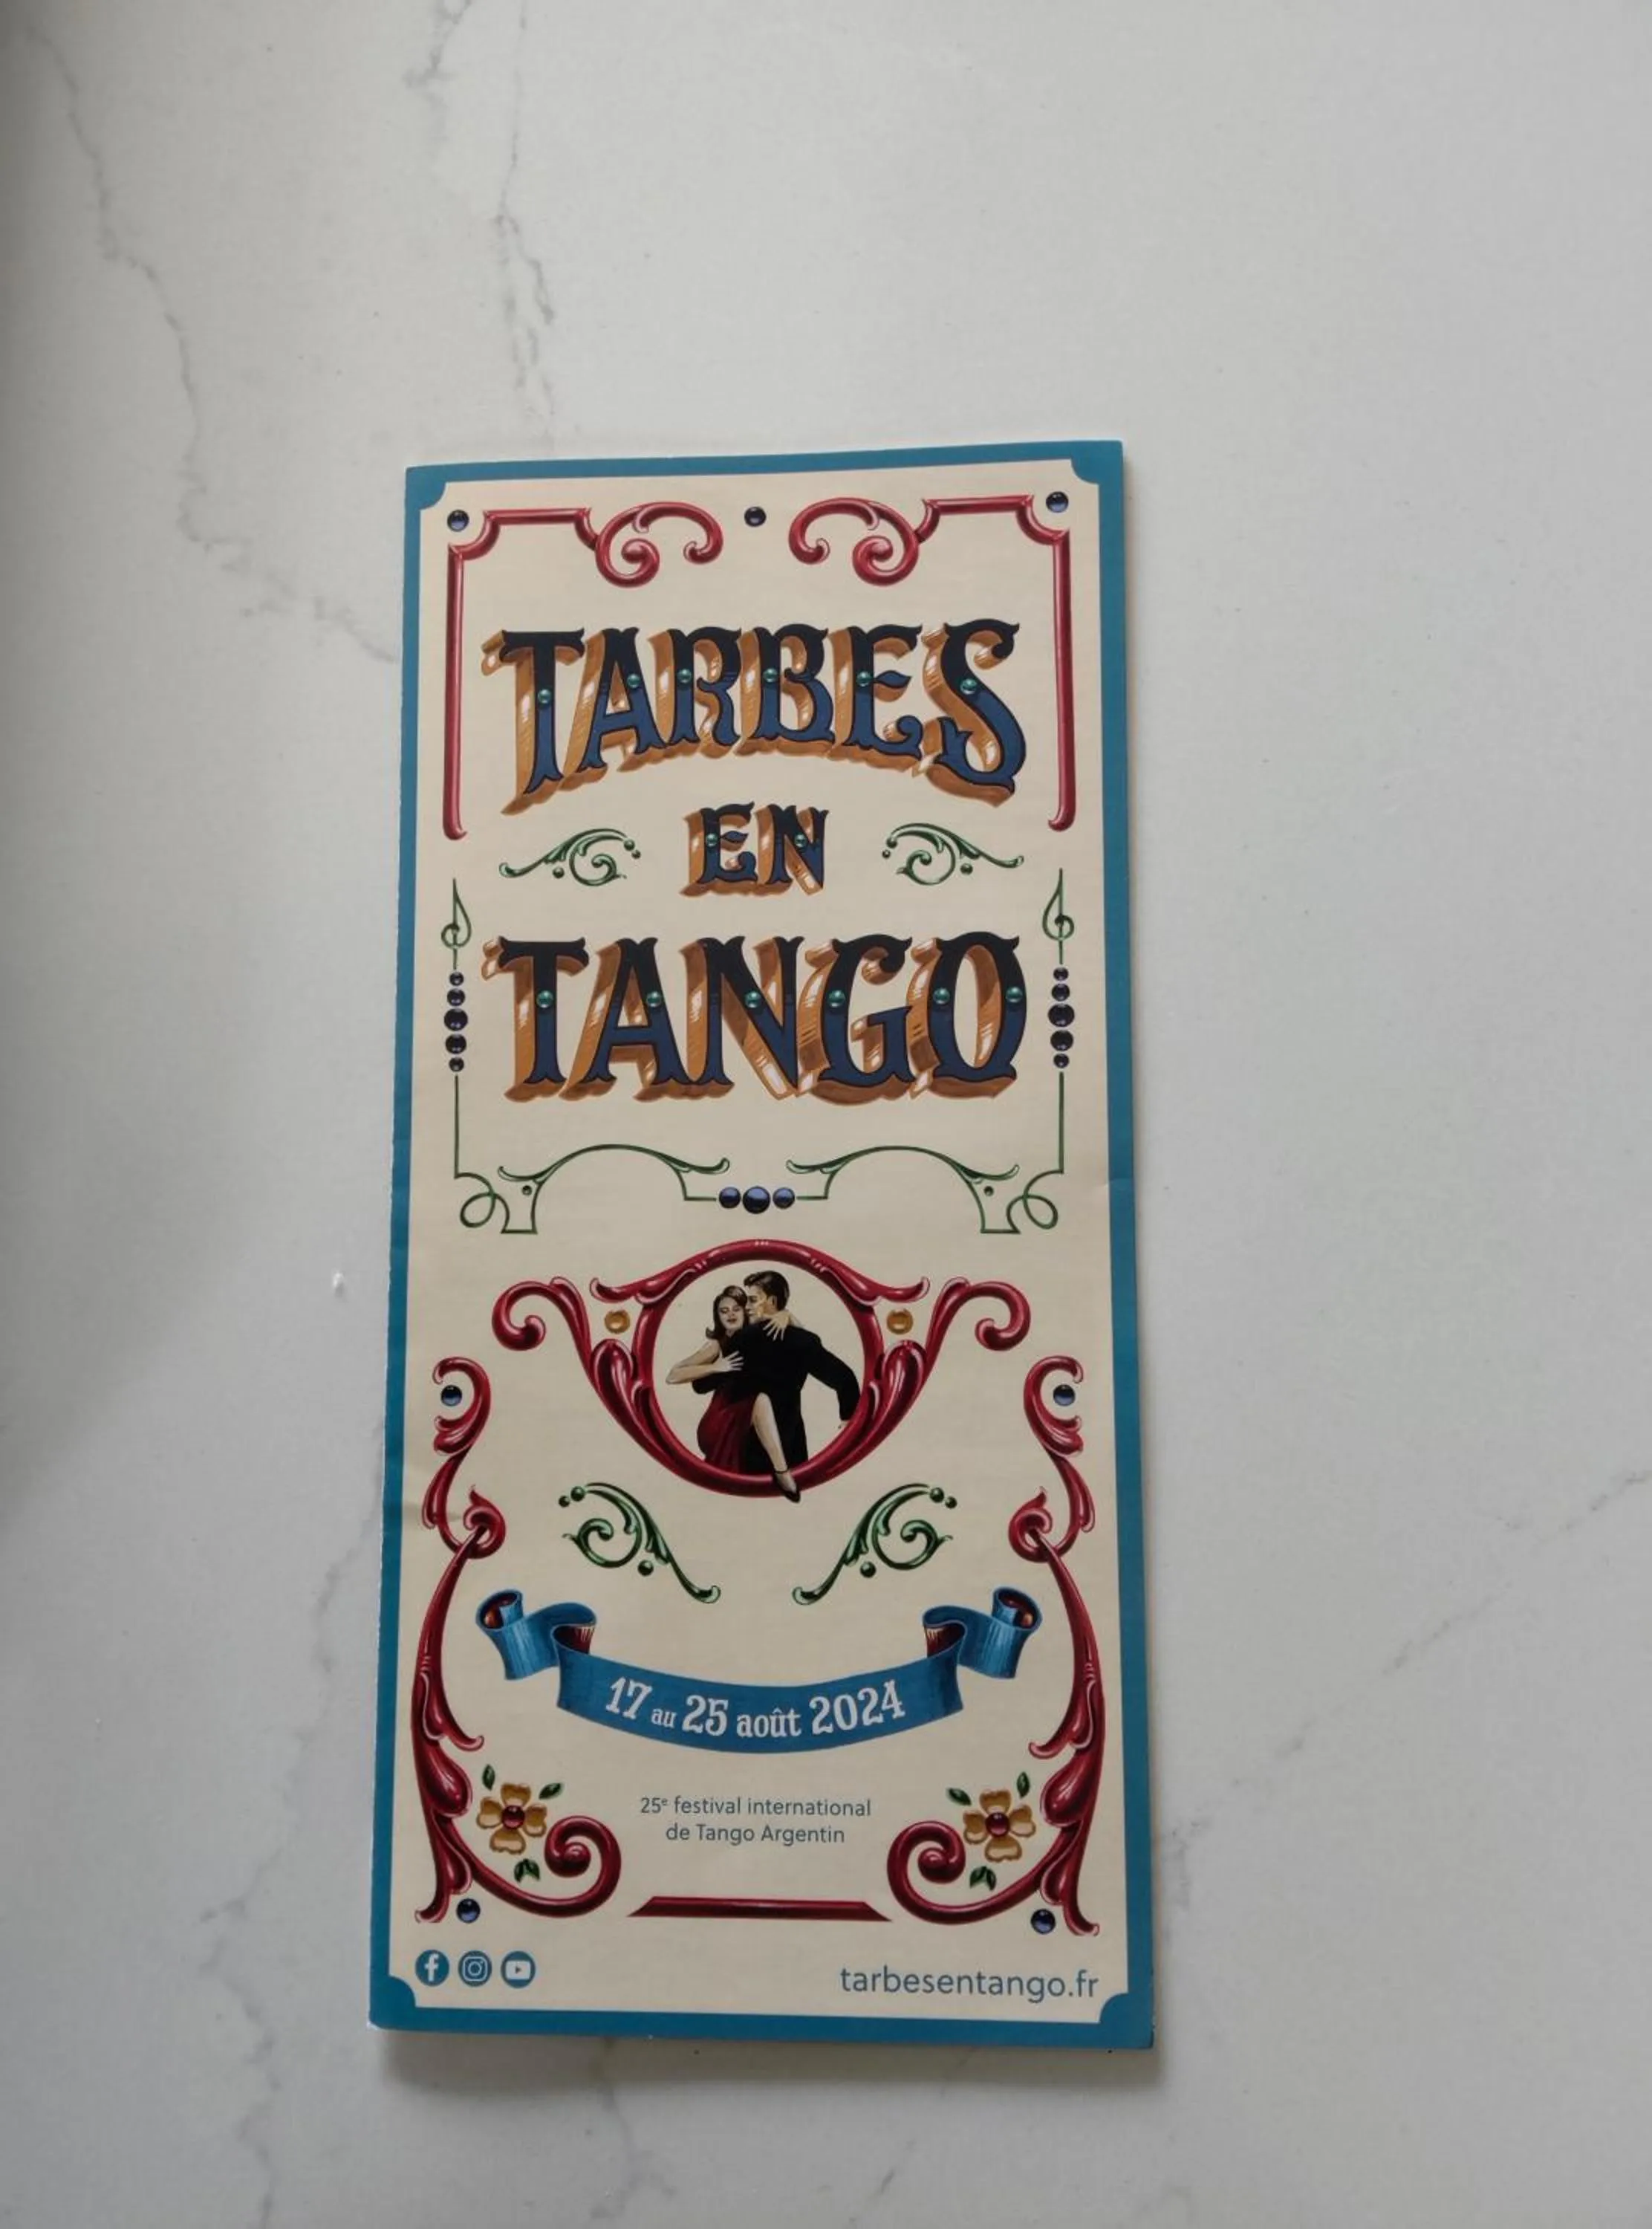 TARBES
EN
TANGO
17 au 25 août 2024
25e festival international
de Tango Argentin
tarbesentango.fr